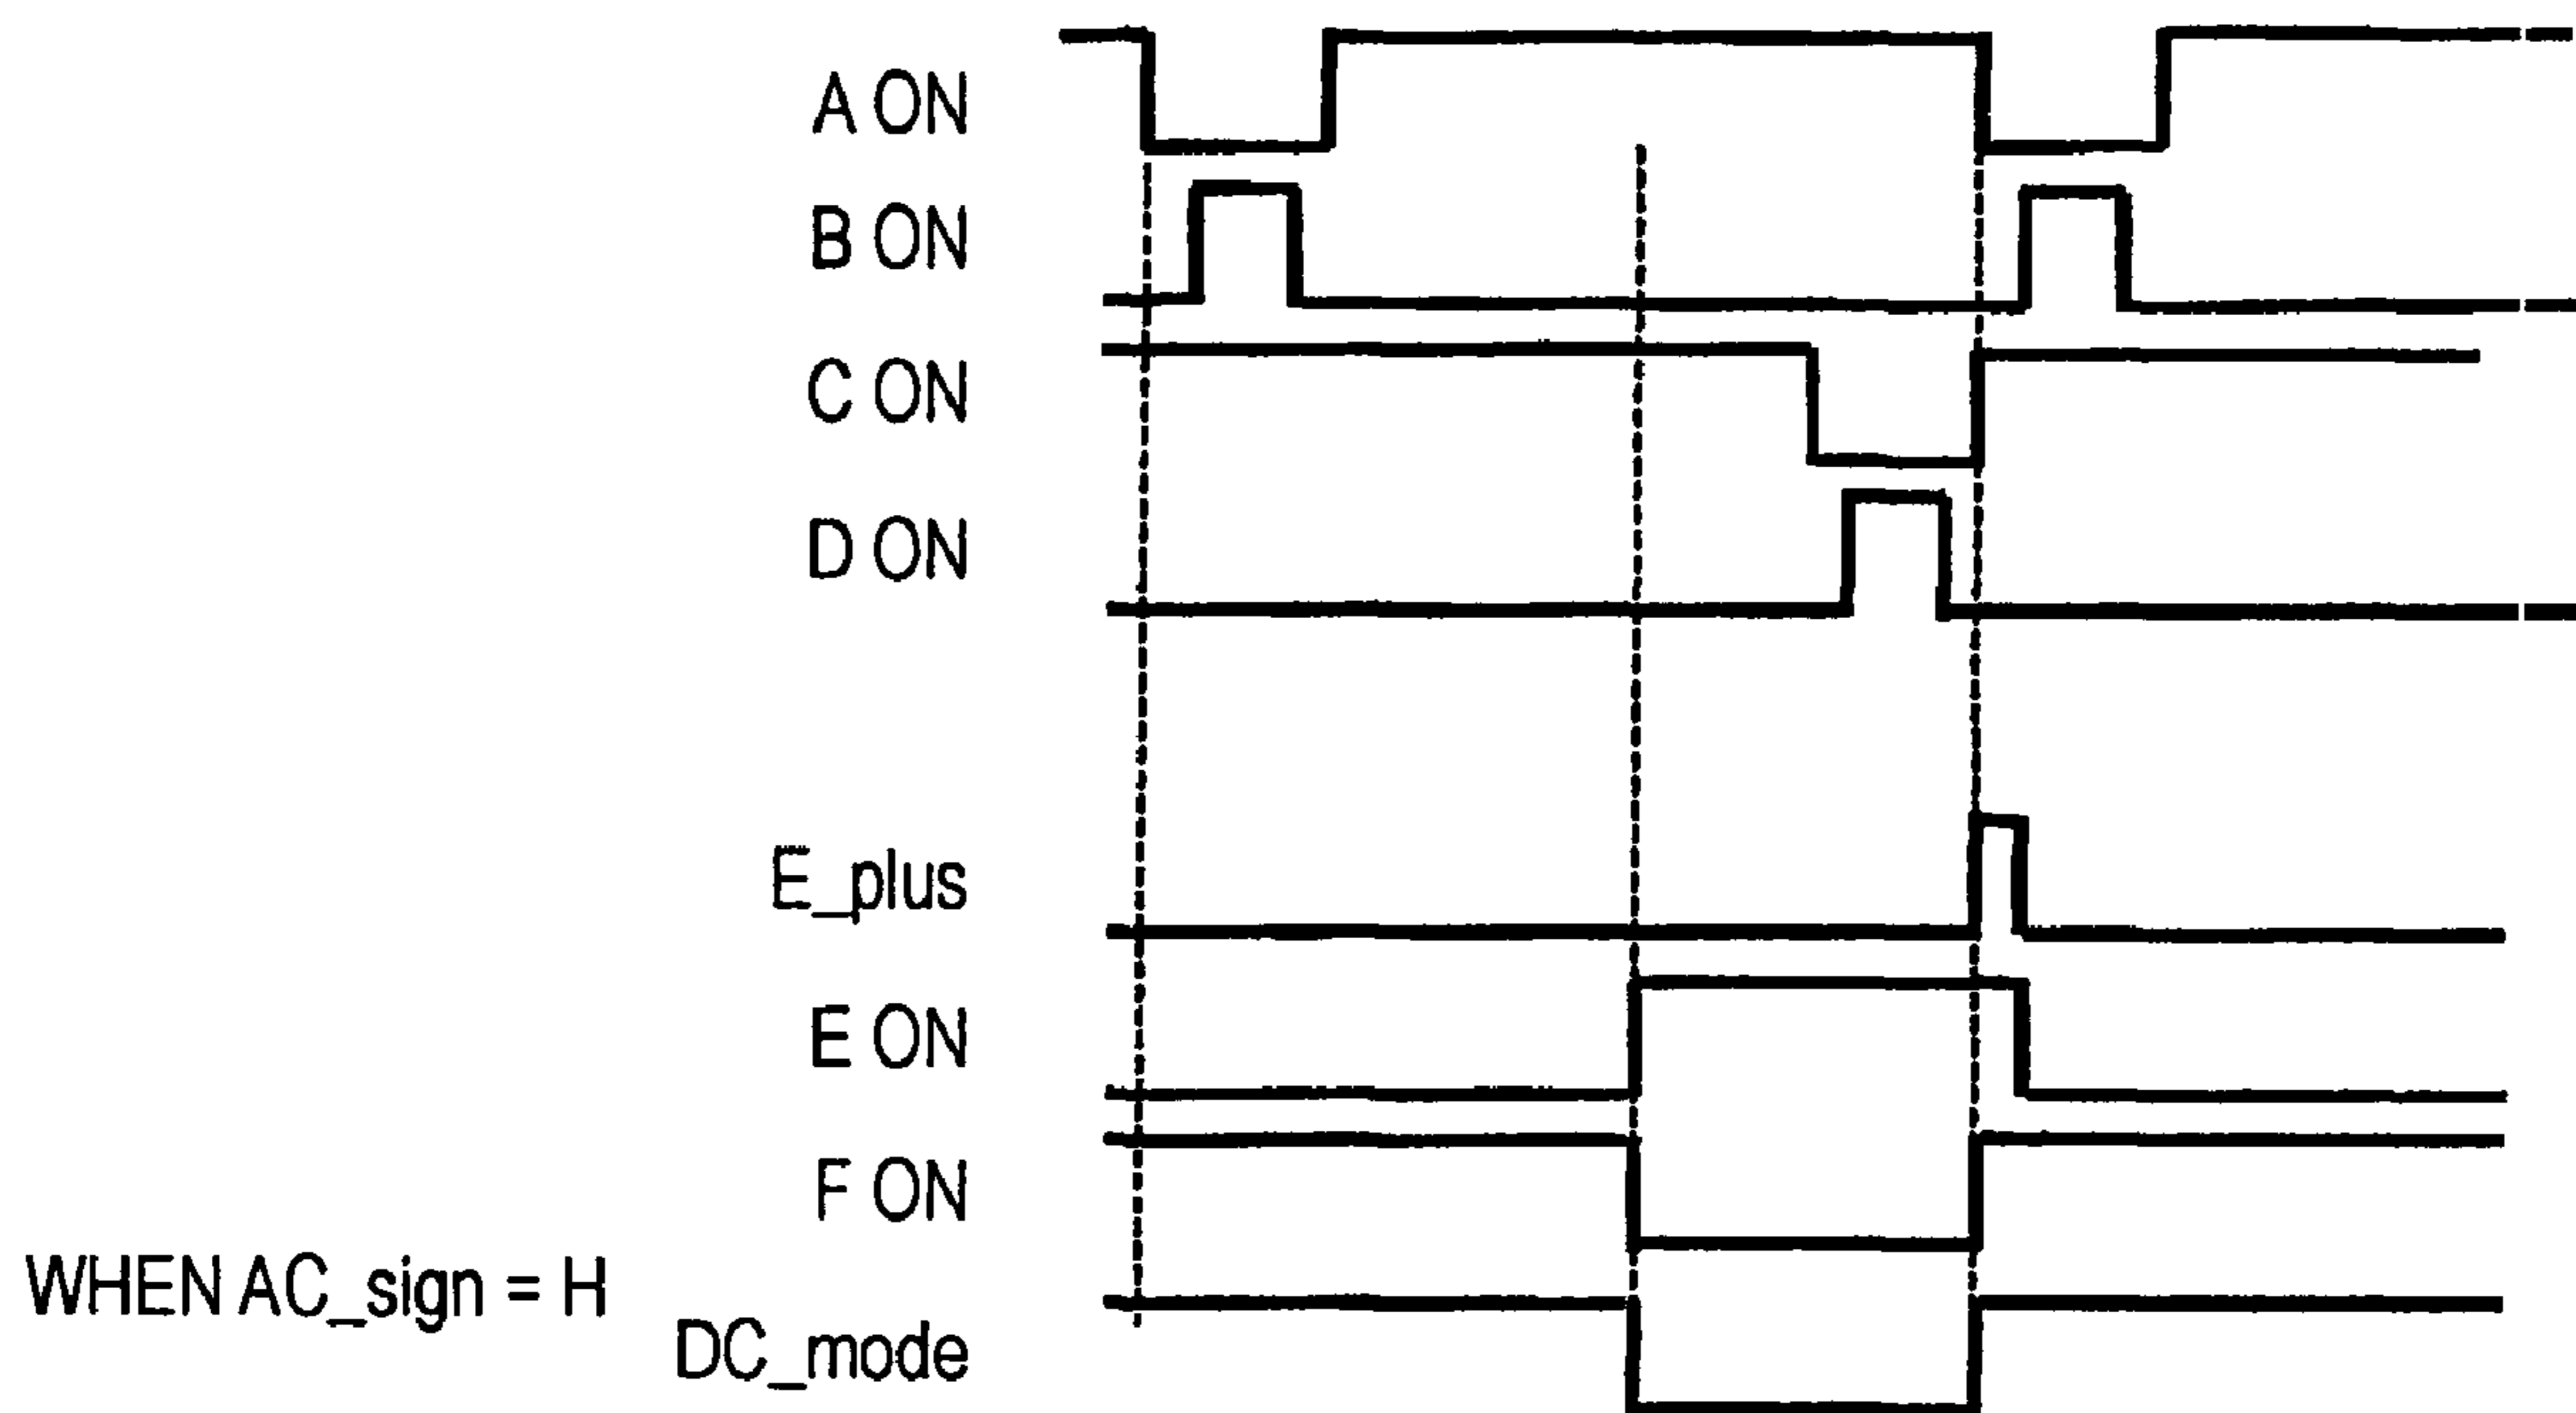 A ON
B ON
C ON
D ON
E_plus
E ON
F ON
WHEN AC_sign = H
DC_mode